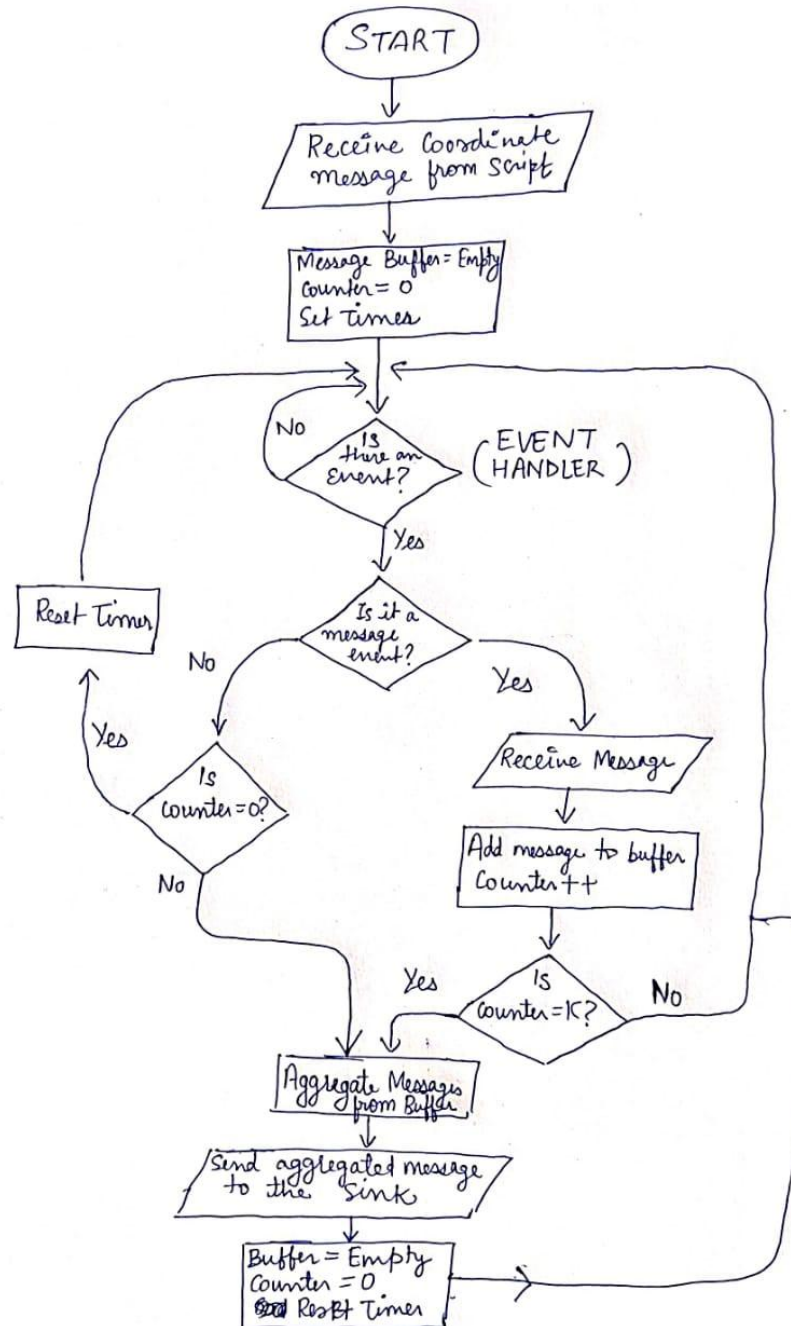 START
Receive Coordinate
message from Script
Message Buffer = Empty
Counter = 0
Set Timer
No
Is
there an
Event?
(EVENT
HANDLER)
Yes
Reset Timer
Is it a
message
event?
No
Yes
Yes
Is
Counter=0?
Receive Message
Add message to buffer
Counter ++
No
Yes
Is
Counter=K?
No
Aggregate Messages
from Buffer
Send aggregated message
to the Sink
Buffer = Empty
Counter = 0
Reset Timer